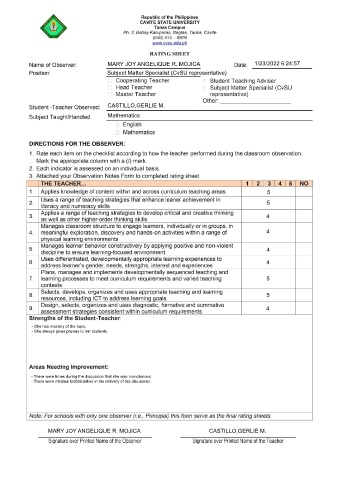 Republic of the Philippines
CAVITE STATE UNIVERSITY
Tanza Campus
Ph. 2, Bahay Katuparan, Bagtas, Tanza, Cavite
(046) 414 - 3979
www.cvsu.edu.ph
RATING SHEET
Name of Observer: MARY JOY ANGELIQUE R. MOJICA Date: 1/23/2022 6:24:57
Position: Subject Matter Specialist (CvSU representative)
Cooperating Teacher Student Teaching Adviser
Head Teacher Subject Matter Specialist (CvSU
Master Teacher representative)
Other:
Student -Teacher Observed: CASTILLO,GERLIE M.
Subject Taught/Handled Mathematics
English
Mathematics
DIRECTIONS FOR THE OBSERVER:
1. Rate each item on the checklist according to how the teacher performed during the classroom observation.
Mark the appropriate column with a (/) mark.
2. Each indicator is assessed on an individual basis.
3. Attached your Observation Notes Form to completed rating sheet
THE TEACHER… 1 2 3 4 5 NO
1. Applies knowledge of content within and across curriculum teaching areas 5
2. Uses a range of teaching strategies that enhance learner achievement in
literacy and numeracy skills 5
3. Applies a range of teaching strategies to develop critical and creative thinking
as well as other higher-order thinking skills 4
4. Manages classroom structure to engage learners, individually or in groups, in
meaningful exploration, discovery and hands-on activities within a range of
physical learning environments 4
5. Manages learner behavior constructively by applying positive and non-violent
discipline to ensure learning-focused environment 4
6. Uses differentiated, developmentally appropriate learning experiences to
address learner's gender, needs, strengths, interest and experiences 4
7. Plans, manages and implements developmentally sequenced teaching and
learning processes to meet curriculum requirements and varied teaching
contexts 5
8. Selects, develops, organizes and uses appropriate teaching and learning
resources, including ICT to address learning goals 5
9. Design, selects, organizes and uses diagnostic, formative and summative
assessment strategies consistent within curriculum requirements 4
Strengths of the Student-Teacher
- She has mastery of the topic.
- She always gives praises to her students.
Areas Needing Improvement:
- There were times during the discussion that she was monotonous.
- There were minimal technicalities in the delivery of the discussion.
Note: For schools with only one observer (i.e., Principal) this form serve as the final rating sheets
MARY JOY ANGELIQUE R. MOJICA CASTILLO,GERLIE M.
Signature over Printed Name of the Observer Signature over Printed Name of the Teacher